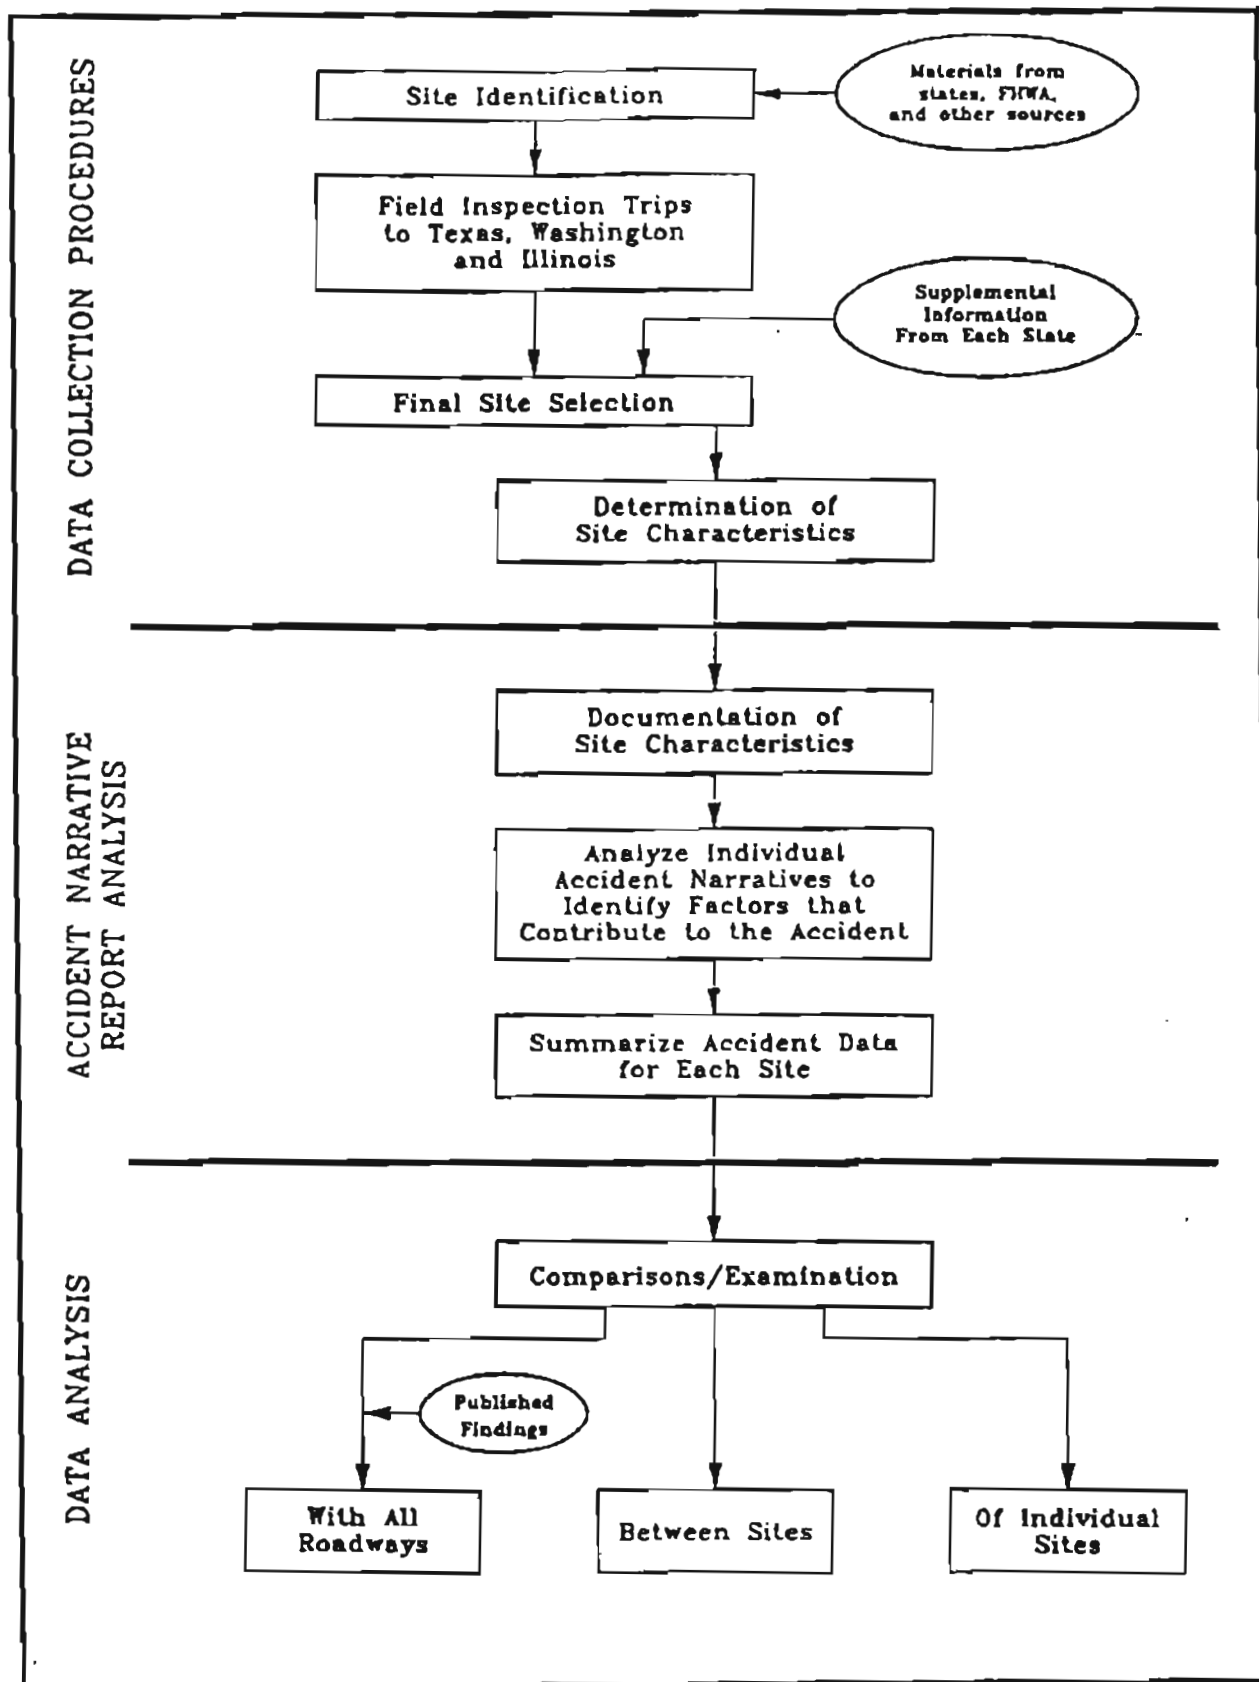 DATA COLLECTION PROCEDURES
Site Identification
Materials from
states, FHWA,
and other sources
Field Inspection Trips
to Texas, Washington
and Illinois
Supplemental
Information
From Each State
Final Site Selection
Determination of
Site Characteristics
ACCIDENT NARRATIVE
REPORT ANALYSIS
Documentation of
Site Characteristics
Analyze Individual
Accident Narratives to
Identify Factors that
Contribute to the Accident
Summarize Accident Data
for Each Site
DATA ANALYSIS
Comparisons/Examination
Published
Findings
With All
Roadways
Between Sites
Of Individual
Sites